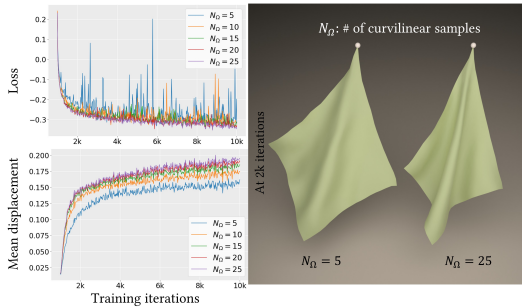 Loss
0.2
0.1
0.0
−0.1
−0.2
−0.3
2k
4k
6k
8k
10k
N_Ω = 5
N_Ω = 10
N_Ω = 15
N_Ω = 20
N_Ω = 25
Mean displacement
0.200
0.175
0.150
0.125
0.100
0.075
0.050
0.025
2k
4k
6k
8k
10k
N_Ω = 5
N_Ω = 10
N_Ω = 15
N_Ω = 20
N_Ω = 25
Training iterations
N_Ω: # of curvilinear samples
At 2k iterations
N_Ω = 5
N_Ω = 25